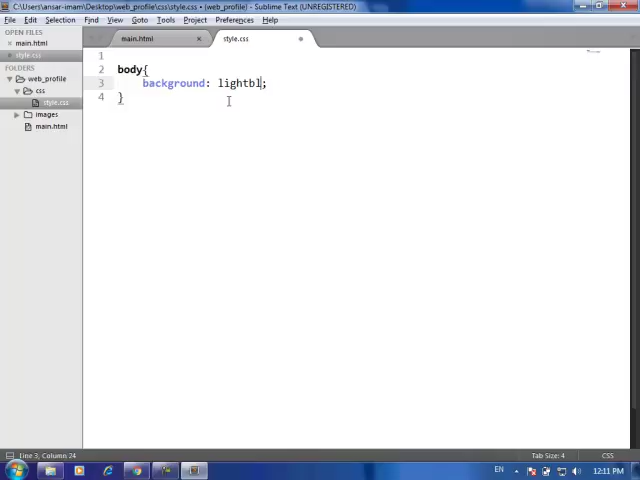 C:\Users\ansar-imam\Desktop\web_profile\css\style.css • (web_profile) - Sublime Text (UNREGISTERED)
File Edit Selection Find View Goto Tools Project Preferences Help
OPEN FILES
main.html
style.css
FOLDERS
web_profile
css
style.css
images
main.html
main.html
style.css
1
2 body{
3 background: lightbl;
4 }
Line 3, Column 24
Tab Size: 4
CSS
EN
12:11 PM